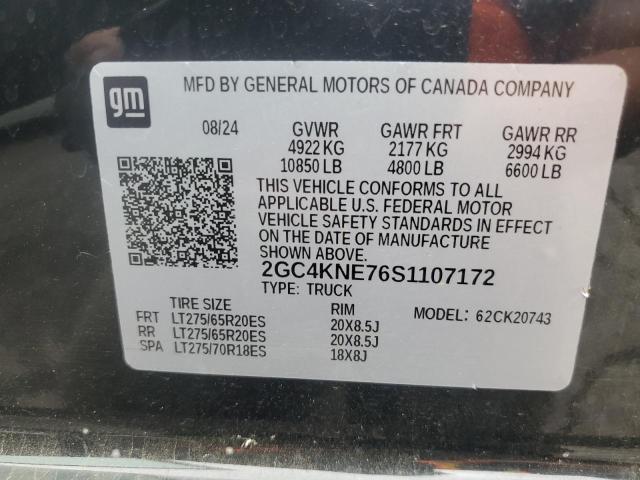 gm
MFD BY GENERAL MOTORS OF CANADA COMPANY
08/24 GVWR GAWR FRT GAWR RR
4922 KG 2177 KG 2994 KG
10850 LB 4800 LB 6600 LB
THIS VEHICLE CONFORMS TO ALL
APPLICABLE U.S. FEDERAL MOTOR
VEHICLE SAFETY STANDARDS IN EFFECT
ON THE DATE OF MANUFACTURE
SHOWN ABOVE.
2GC4KNE76S1107172
TYPE: TRUCK
TIRE SIZE RIM MODEL: 62CK20743
FRT LT275/65R20ES 20X8.5J
RR LT275/65R20ES 20X8.5J
SPA LT275/70R18ES 18X8J